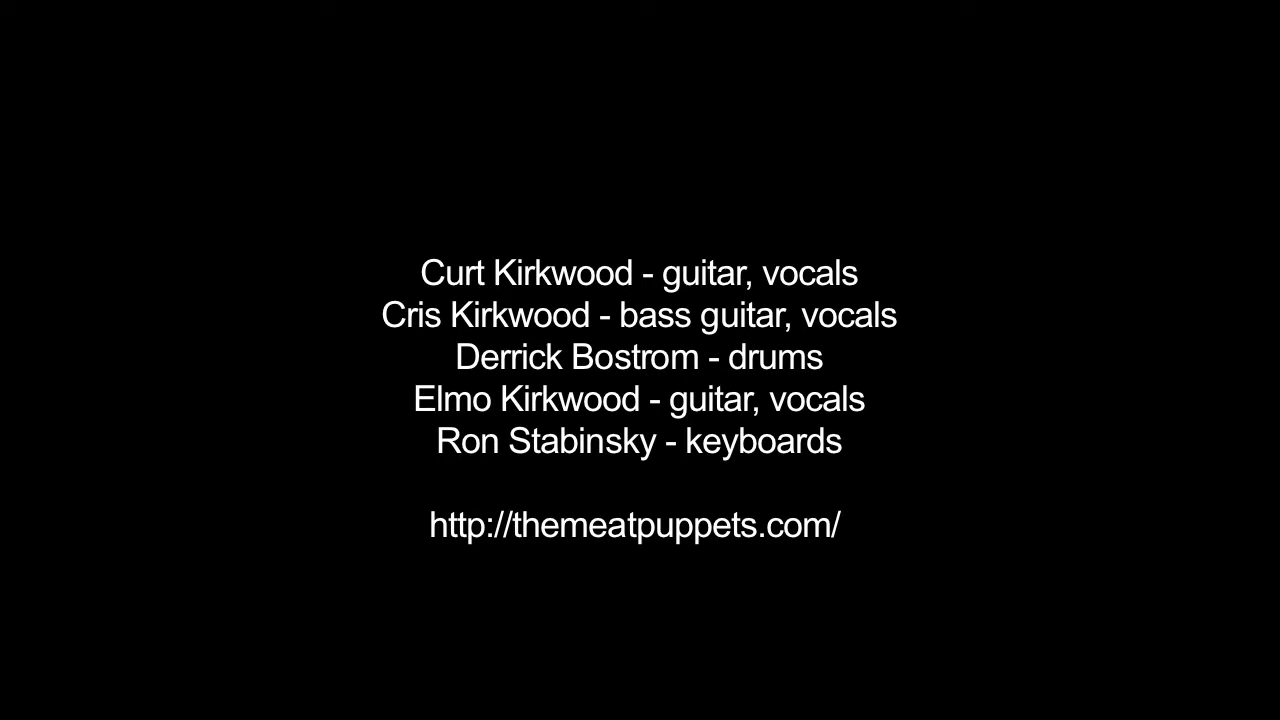 Curt Kirkwood - guitar, vocals
Cris Kirkwood - bass guitar, vocals
Derrick Bostrom - drums
Elmo Kirkwood - guitar, vocals
Ron Stabinsky - keyboards
http://themeatpuppets.com/